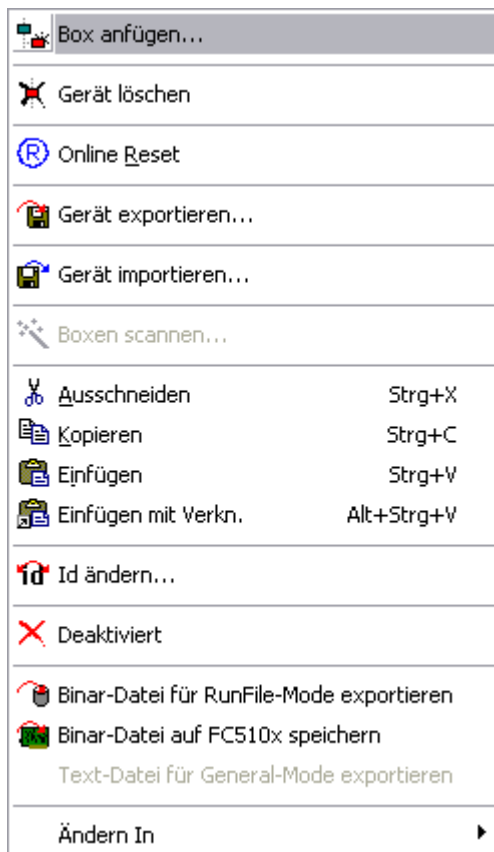 Box anfügen...
Gerät löschen
Online Reset
Gerät exportieren...
Gerät importieren...
Boxen scannen...
Ausschneiden Strg+X
Kopieren Strg+C
Einfügen Strg+V
Einfügen mit Verkn. Alt+Strg+V
Id ändern...
Deaktiviert
Binar-Datei für RunFile-Mode exportieren
Binar-Datei auf FC510x speichern
Text-Datei für General-Mode exportieren
Ändern In